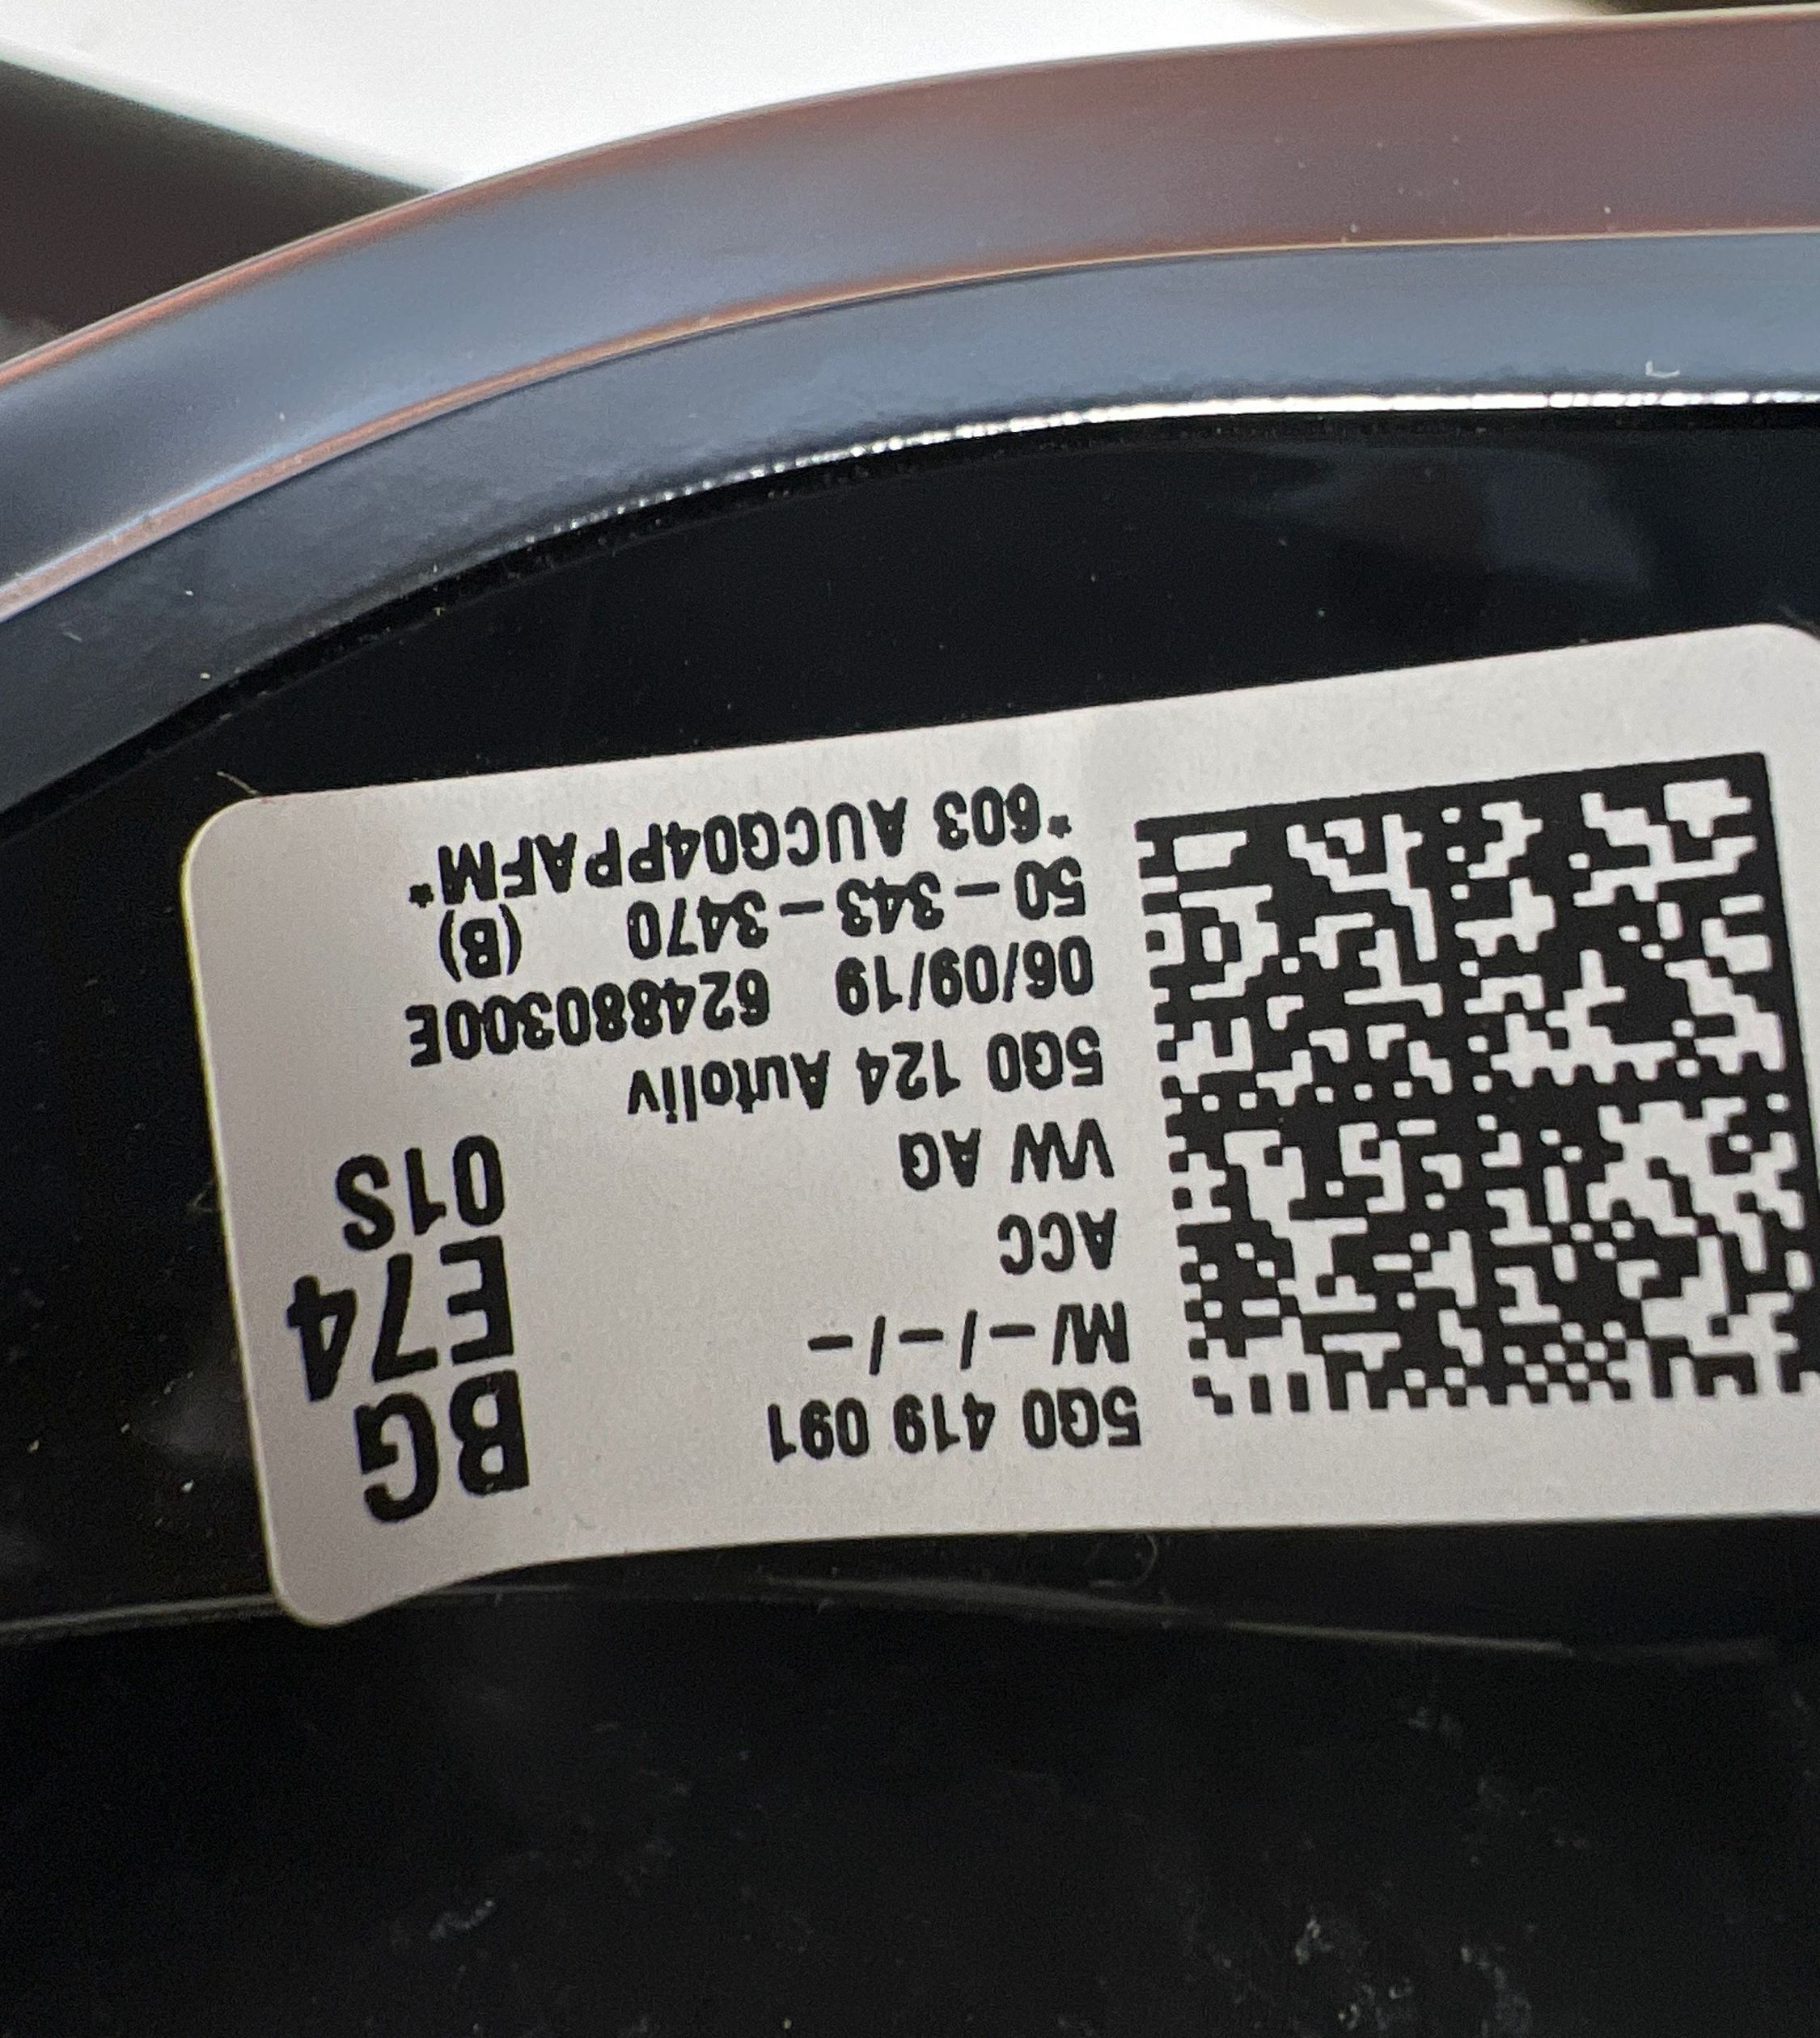 5G0 419 091
BG
M/-/-/-
E74
ACC
01S
VW AG
5G0 124 Autoliv
06/09/19 624880300E
50-343-3470 (B)
*603 AUCG04PPAFM*